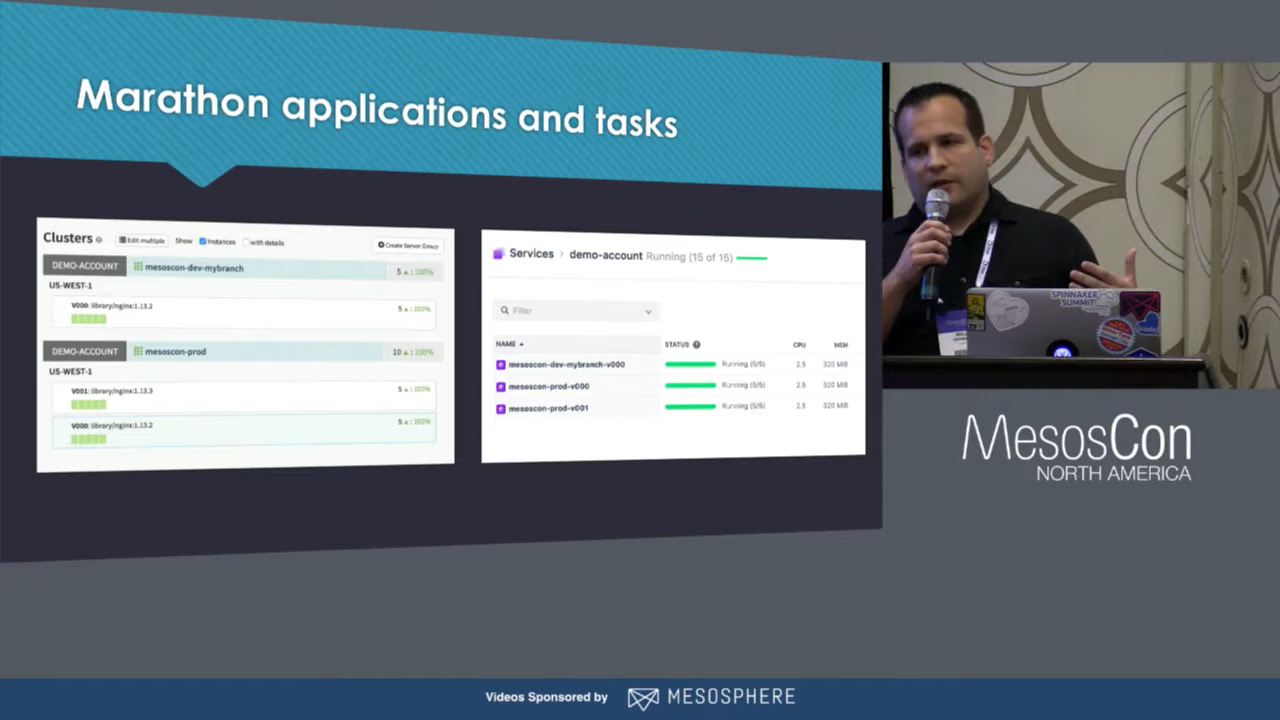 Marathon applications and tasks
Clusters
Edit multiple
Show
Instances
with details
Create Server Group
DEMO-ACCOUNT
mesoscon-dev-mybranch
5 ▲ : 100%
US-WEST-1
V000: library/nginx:1.13.2
5 ▲ : 100%
DEMO-ACCOUNT
mesoscon-prod
10 ▲ : 100%
US-WEST-1
V001: library/nginx:1.13.3
5 ▲ : 100%
V000: library/nginx:1.13.2
5 ▲ : 100%
Services > demo-account Running (15 of 15)
Filter
NAME STATUS CPU MEM
mesoscon-dev-mybranch-v000 Running (5/5) 2.5 320 MiB
mesoscon-prod-v000 Running (5/5) 2.5 320 MiB
mesoscon-prod-v001 Running (5/5) 2.5 320 MiB
SPINNAKER
SUMMIT
MesosCon
NORTH AMERICA
Videos Sponsored by MESOSPHERE